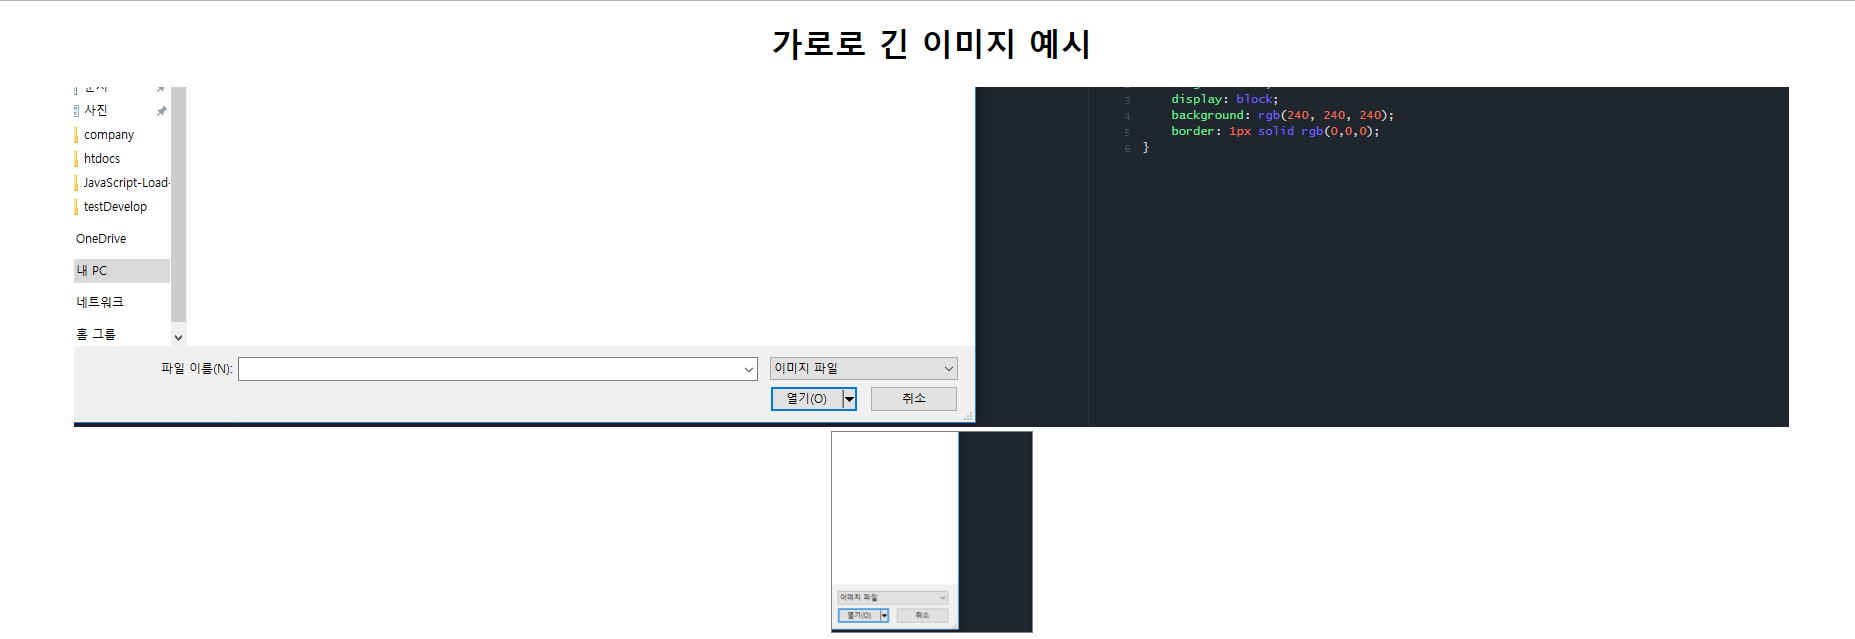 가로로 긴 이미지 예시
사진
company
htdocs
JavaScript-Load-
testDevelop
OneDrive
내 PC
네트워크
홈 그룹
파일 이름(N):
이미지 파일
열기(O)
취소
3 display: block;
4 background: rgb(240, 240, 240);
5 border: 1px solid rgb(0,0,0);
6 }
이미지 파일
열기(O)
취소